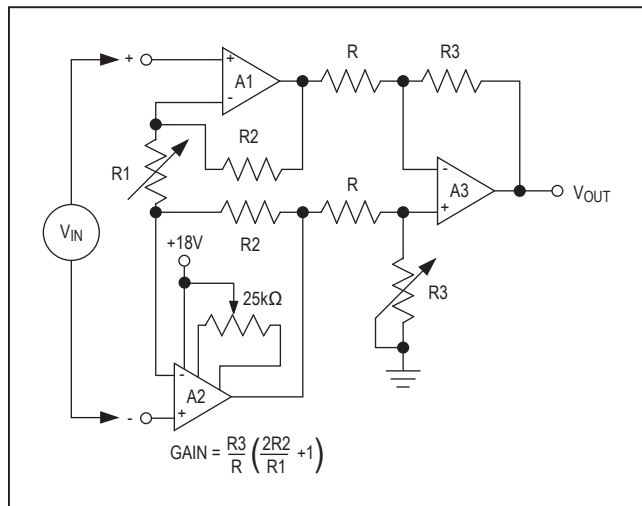 +
+
A1
-
R
R3
R2
R1
-
A3
+
VOUT
R
R2
VIN
+18V
25kΩ
R3
-
A2
+
-
GAIN = R3/R (2R2/R1 +1)